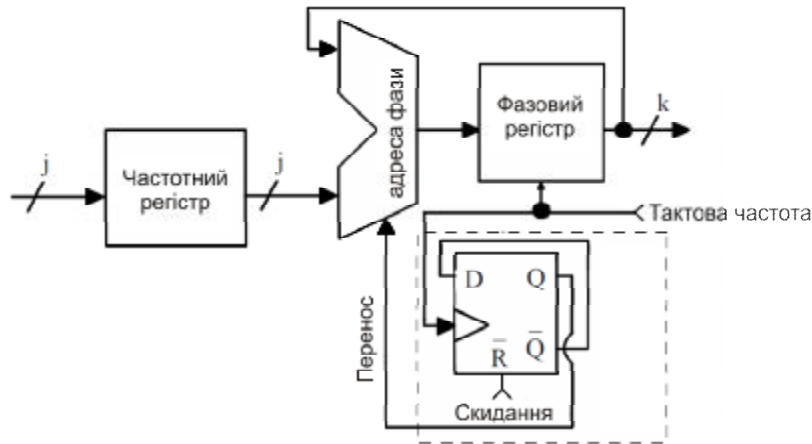 j
Частотний
регістр
j
адреса фази
Фазовий
регістр
k
Тактова частота
Перенос
D
Q
R̅
Q̅
Скидання